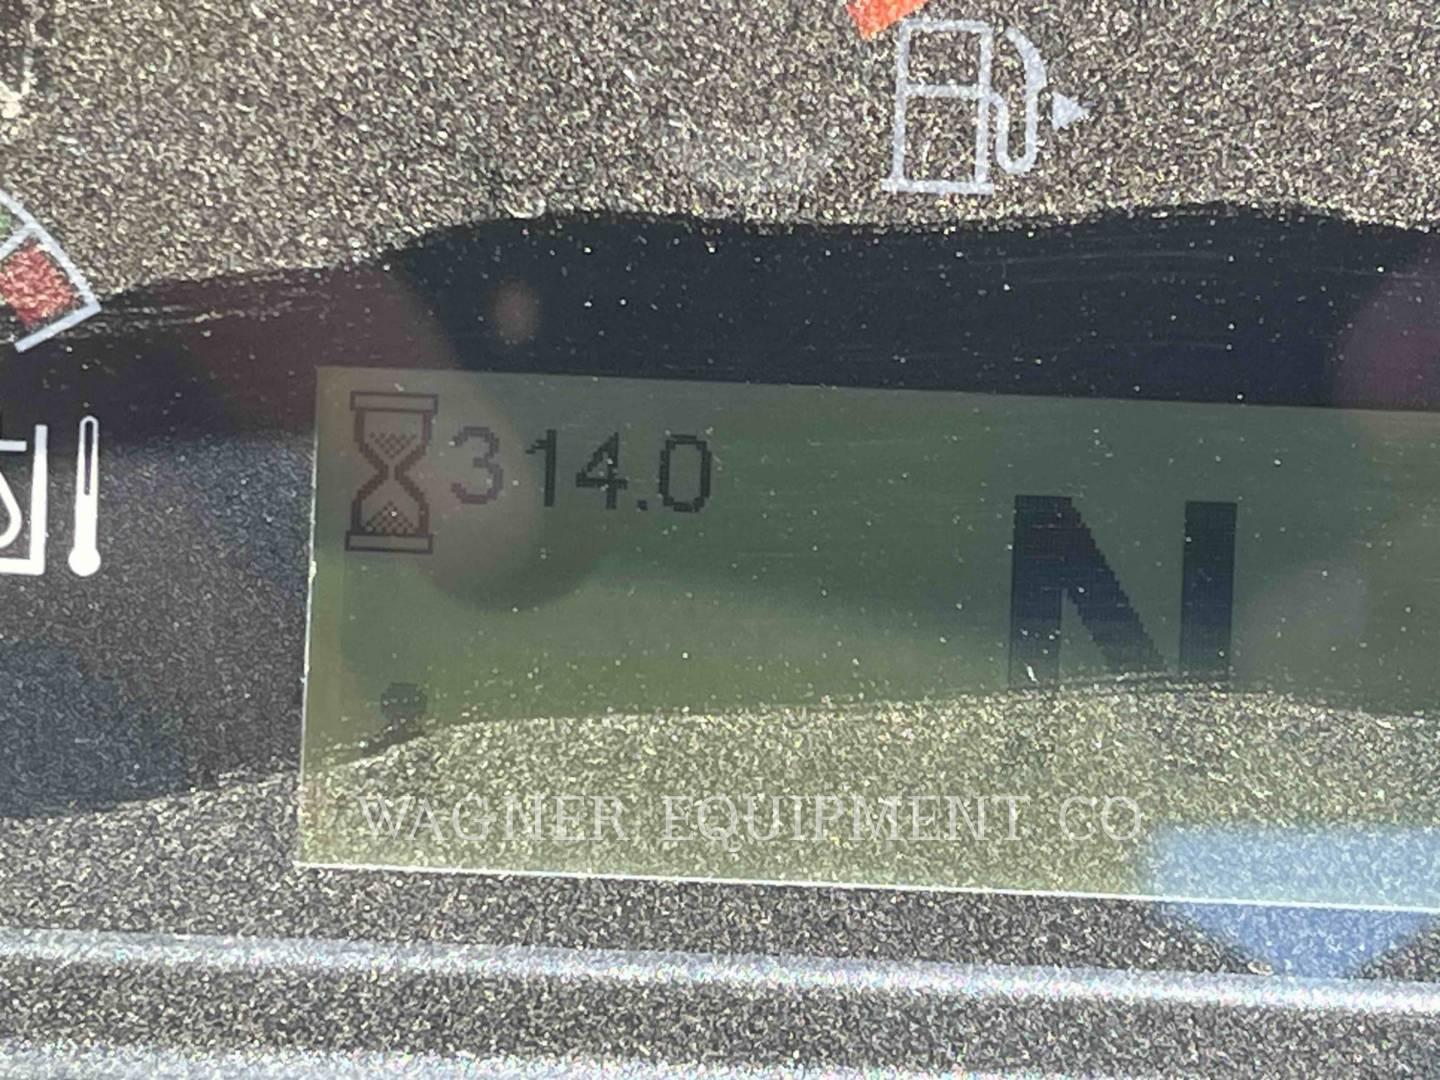 314.0
N
WAGNER EQUIPMENT CO